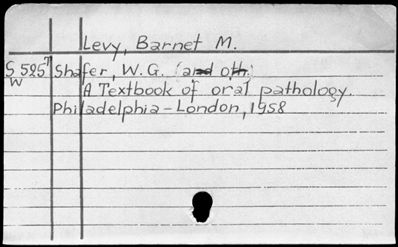 Levy, Barnet M.
S 525 T Shafer, W.G. (and oth)
W A Textbook of oral pathology.
Philadelphia - London, 1958